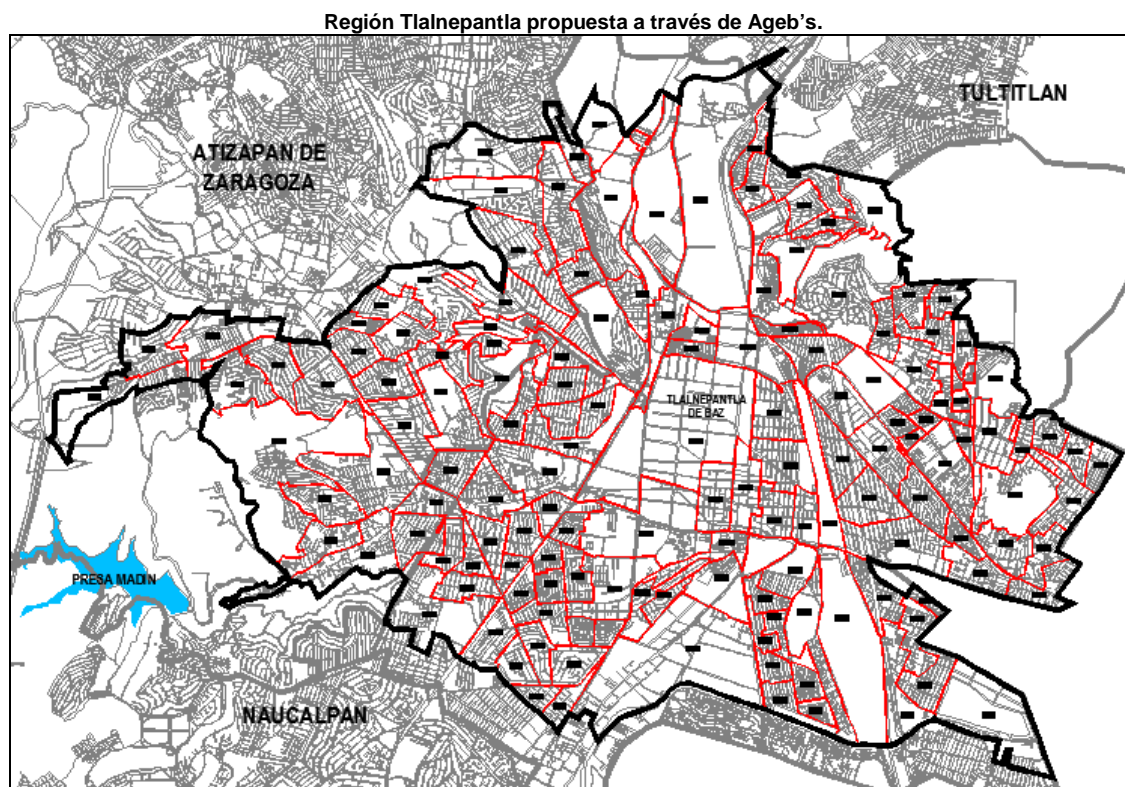 Región Tlalnepantla propuesta a través de Ageb's.
TULTITLAN
ATIZAPAN DE
ZARAGOZA
TLALNEPANTLA
DE BAZ
PRESA MADIN
NAUCALPAN